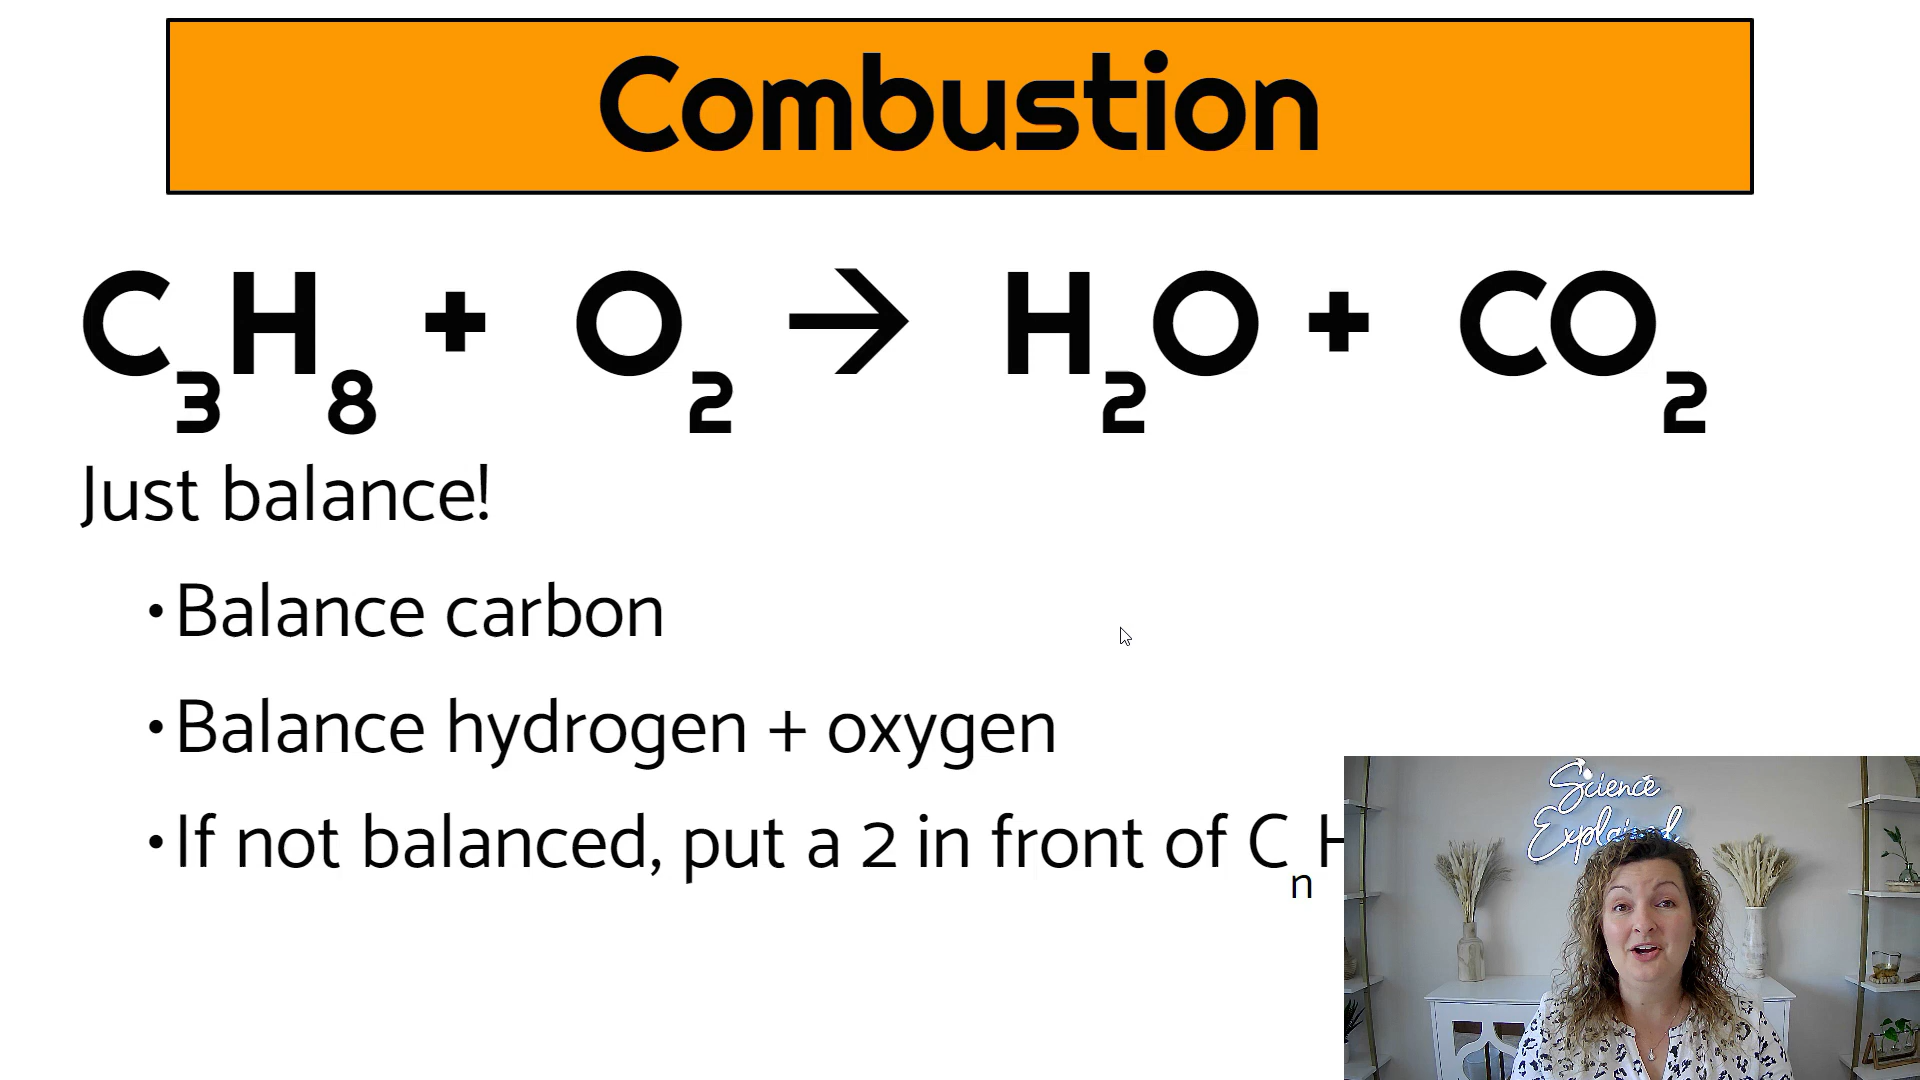 Combustion
C₃H₈ + O₂ → H₂O + CO₂
Just balance!
• Balance carbon
• Balance hydrogen + oxygen
• If not balanced, put a 2 in front of CₙH
Science
Explained